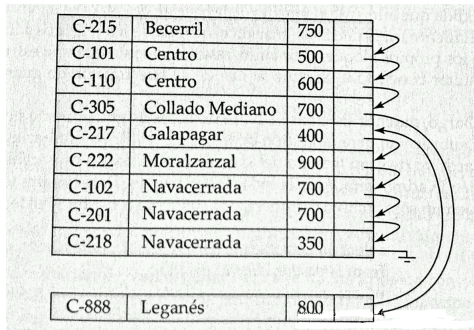 C-215 Becerril 750
C-101 Centro 500
C-110 Centro 600
C-305 Collado Mediano 700
C-217 Galapagar 400
C-222 Moralzarzal 900
C-102 Navacerrada 700
C-201 Navacerrada 700
C-218 Navacerrada 350
C-888 Leganés 800